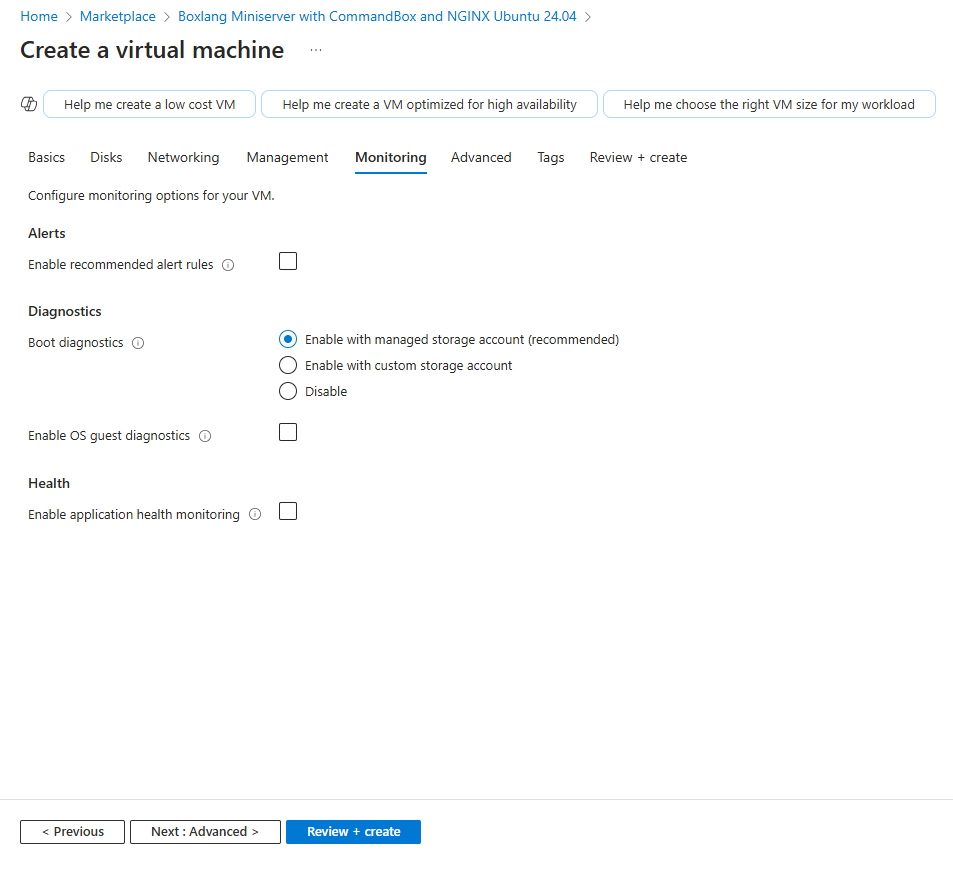 Home > Marketplace > Boxlang Miniserver with CommandBox and NGINX Ubuntu 24.04 >
Create a virtual machine ...
Help me create a low cost VM Help me create a VM optimized for high availability Help me choose the right VM size for my workload
Basics Disks Networking Management Monitoring Advanced Tags Review + create
Configure monitoring options for your VM.
Alerts
Enable recommended alert rules
Diagnostics
Boot diagnostics Enable with managed storage account (recommended)
Enable with custom storage account
Disable
Enable OS guest diagnostics
Health
Enable application health monitoring
< Previous Next : Advanced > Review + create